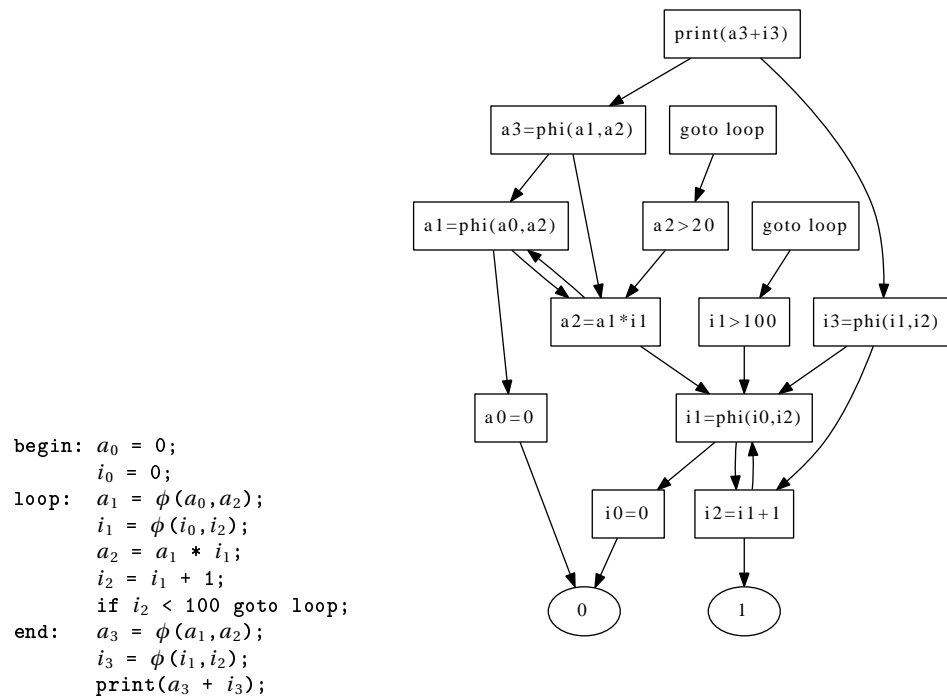 print(a3+i3)
a3=phi(a1,a2)
goto loop
a1=phi(a0,a2)
a2>20
goto loop
a2=a1*i1
i1>100
i3=phi(i1,i2)
a0=0
i1=phi(i0,i2)
i0=0
i2=i1+1
0
1
begin: a₀ = 0;
i₀ = 0;
loop: a₁ = ϕ(a₀,a₂);
i₁ = ϕ(i₀,i₂);
a₂ = a₁ * i₁;
i₂ = i₁ + 1;
if i₂ < 100 goto loop;
end: a₃ = ϕ(a₁,a₂);
i₃ = ϕ(i₁,i₂);
print(a₃ + i₃);